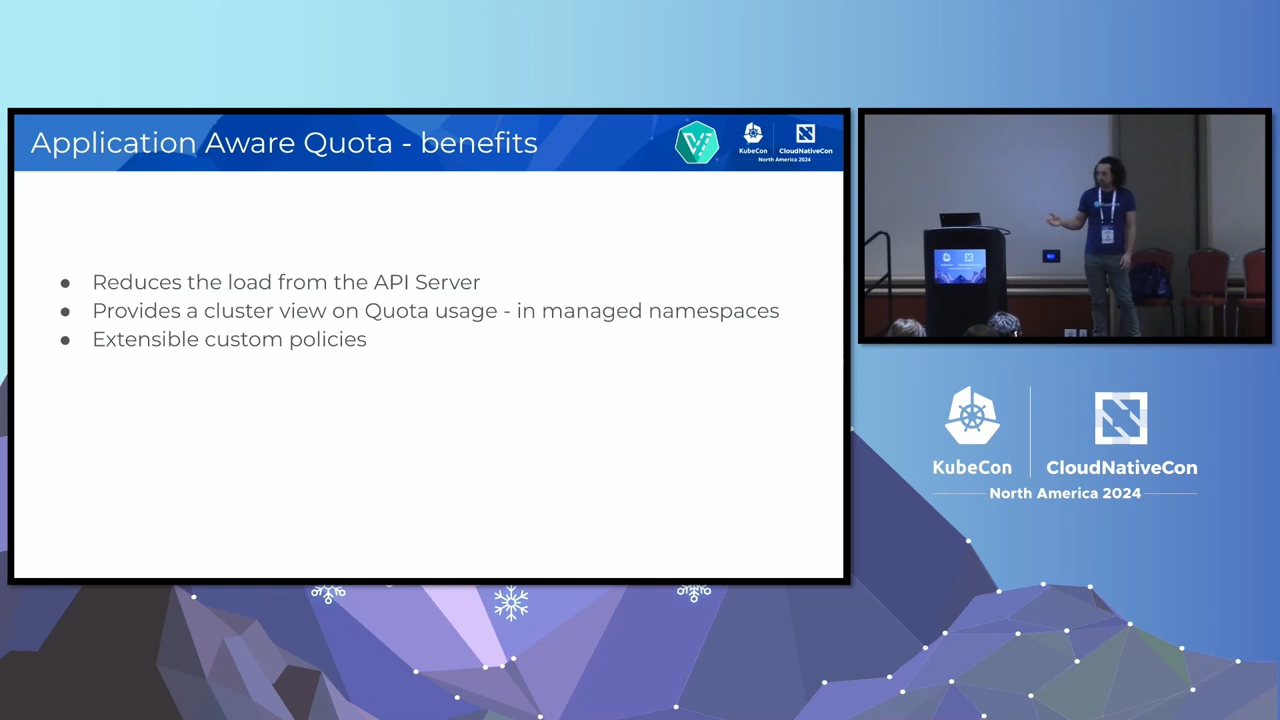 Application Aware Quota - benefits
KubeCon
CloudNativeCon
North America 2024
● Reduces the load from the API Server
● Provides a cluster view on Quota usage - in managed namespaces
● Extensible custom policies
KubeCon
CloudNativeCon
North America 2024